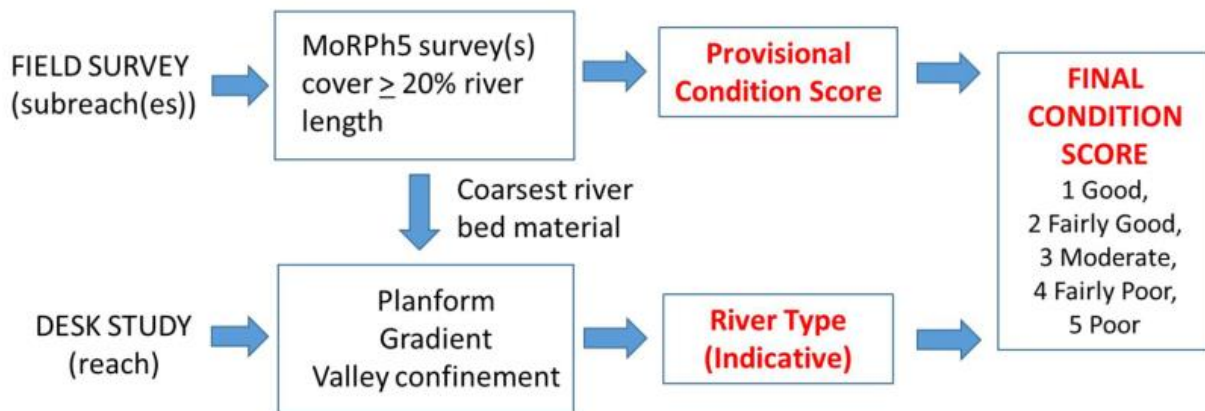 FIELD SURVEY
(subreach(es))
MoRPh5 survey(s)
cover ≥ 20% river
length
Provisional
Condition Score
FINAL
CONDITION
SCORE
1 Good,
2 Fairly Good,
3 Moderate,
4 Fairly Poor,
5 Poor
Coarsest river
bed material
DESK STUDY
(reach)
Planform
Gradient
Valley confinement
River Type
(Indicative)